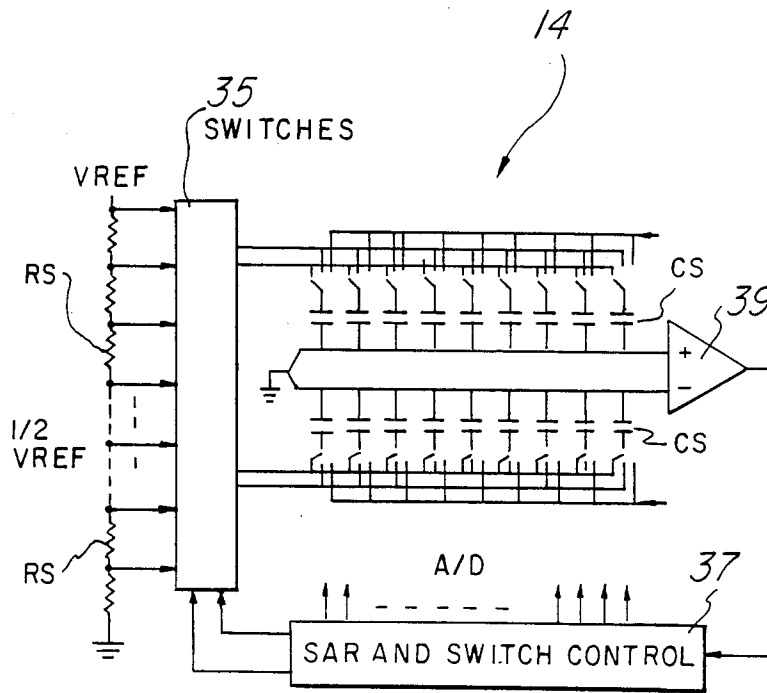 14
35
SWITCHES
VREF
RS
CS
39
+
−
1/2
VREF
CS
RS
A/D
37
SAR AND SWITCH CONTROL